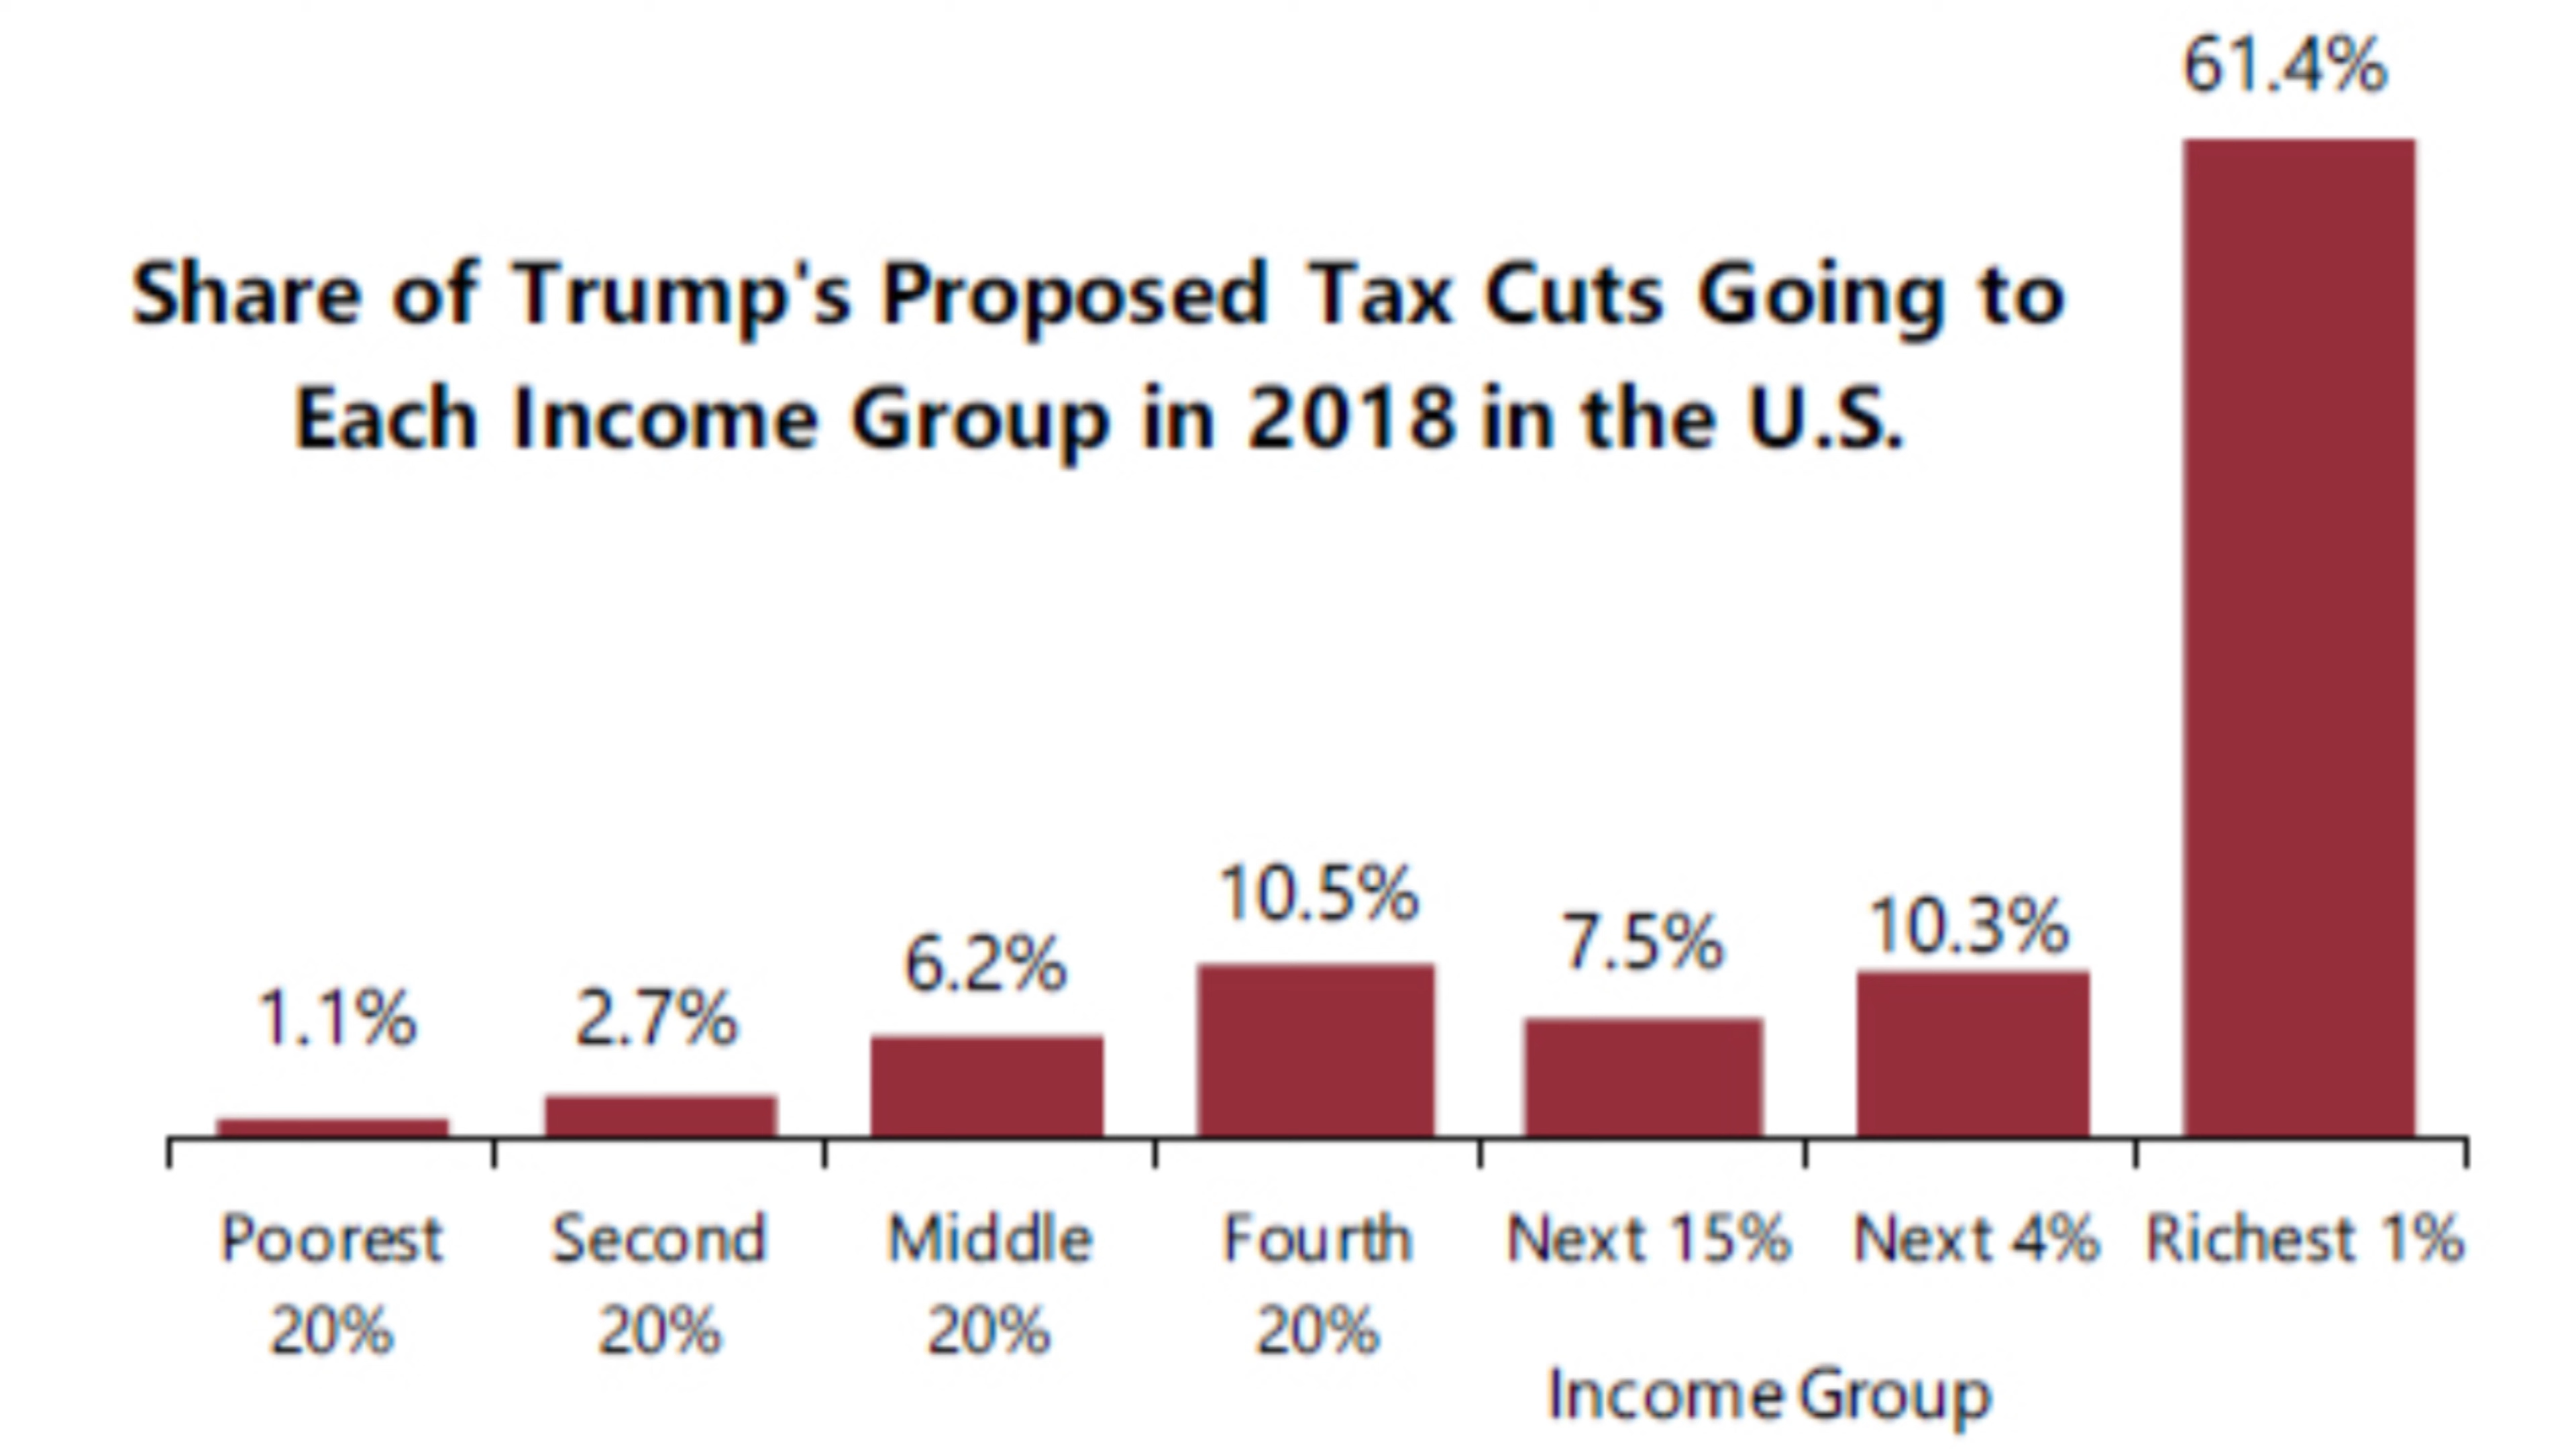 61.4%
Share of Trump's Proposed Tax Cuts Going to
Each Income Group in 2018 in the U.S.
1.1%
2.7%
6.2%
10.5%
7.5%
10.3%
Poorest
20%
Second
20%
Middle
20%
Fourth
20%
Next 15%
Next 4%
Richest 1%
Income Group